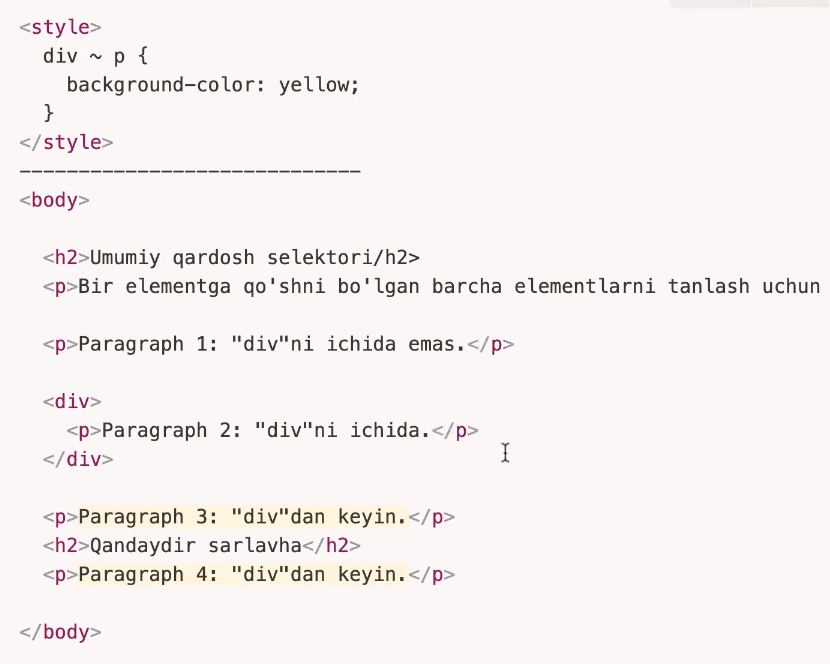 <style>
div ~ p {
background-color: yellow;
}
</style>
-----------------------------
<body>
<h2>Umumiy qardosh selektori/h2>
<p>Bir elementga qo'shni bo'lgan barcha elementlarni tanlash uchun
<p>Paragraph 1: "div"ni ichida emas.</p>
<div>
<p>Paragraph 2: "div"ni ichida.</p>
</div>
<p>Paragraph 3: "div"dan keyin.</p>
<h2>Qandaydir sarlavha</h2>
<p>Paragraph 4: "div"dan keyin.</p>
</body>